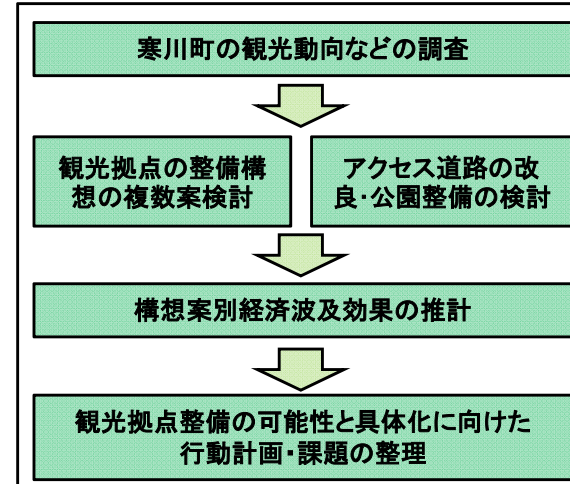 寒川町の観光動向などの調査
観光拠点の整備構
想の複数案検討
アクセス道路の改
良・公園整備の検討
構想案別経済波及効果の推計
観光拠点整備の可能性と具体化に向けた
行動計画・課題の整理